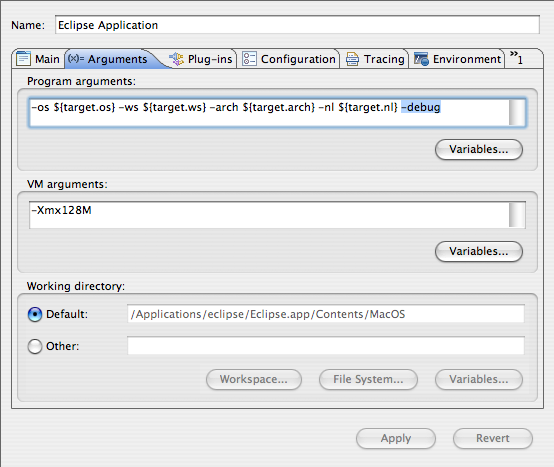 Name: Eclipse Application
Main (x)= Arguments Plug-ins Configuration Tracing Environment »1
Program arguments:
-os ${target.os} -ws ${target.ws} -arch ${target.arch} -nl ${target.nl} -debug
Variables...
VM arguments:
-Xmx128M
Variables...
Working directory:
Default: /Applications/eclipse/Eclipse.app/Contents/MacOS
Other:
Workspace... File System... Variables...
Apply Revert